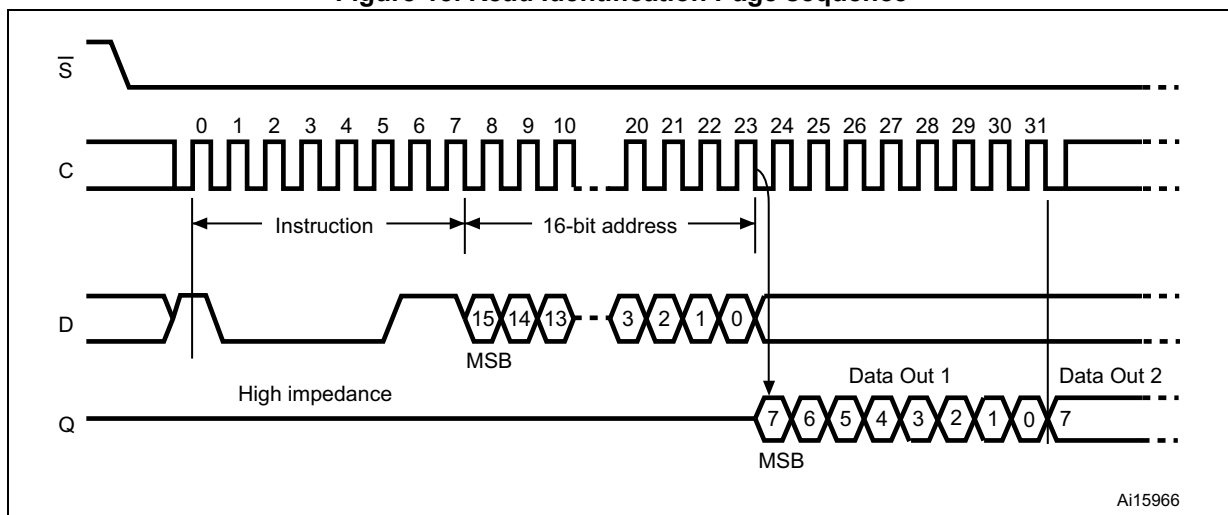 Figure 16. Read Identification Page sequence
S
0 1 2 3 4 5 6 7 8 9 10 20 21 22 23 24 25 26 27 28 29 30 31
C
Instruction 16-bit address
D 15 14 13 3 2 1 0
MSB
High impedance Data Out 1 Data Out 2
Q 7 6 5 4 3 2 1 0 7
MSB
Ai15966